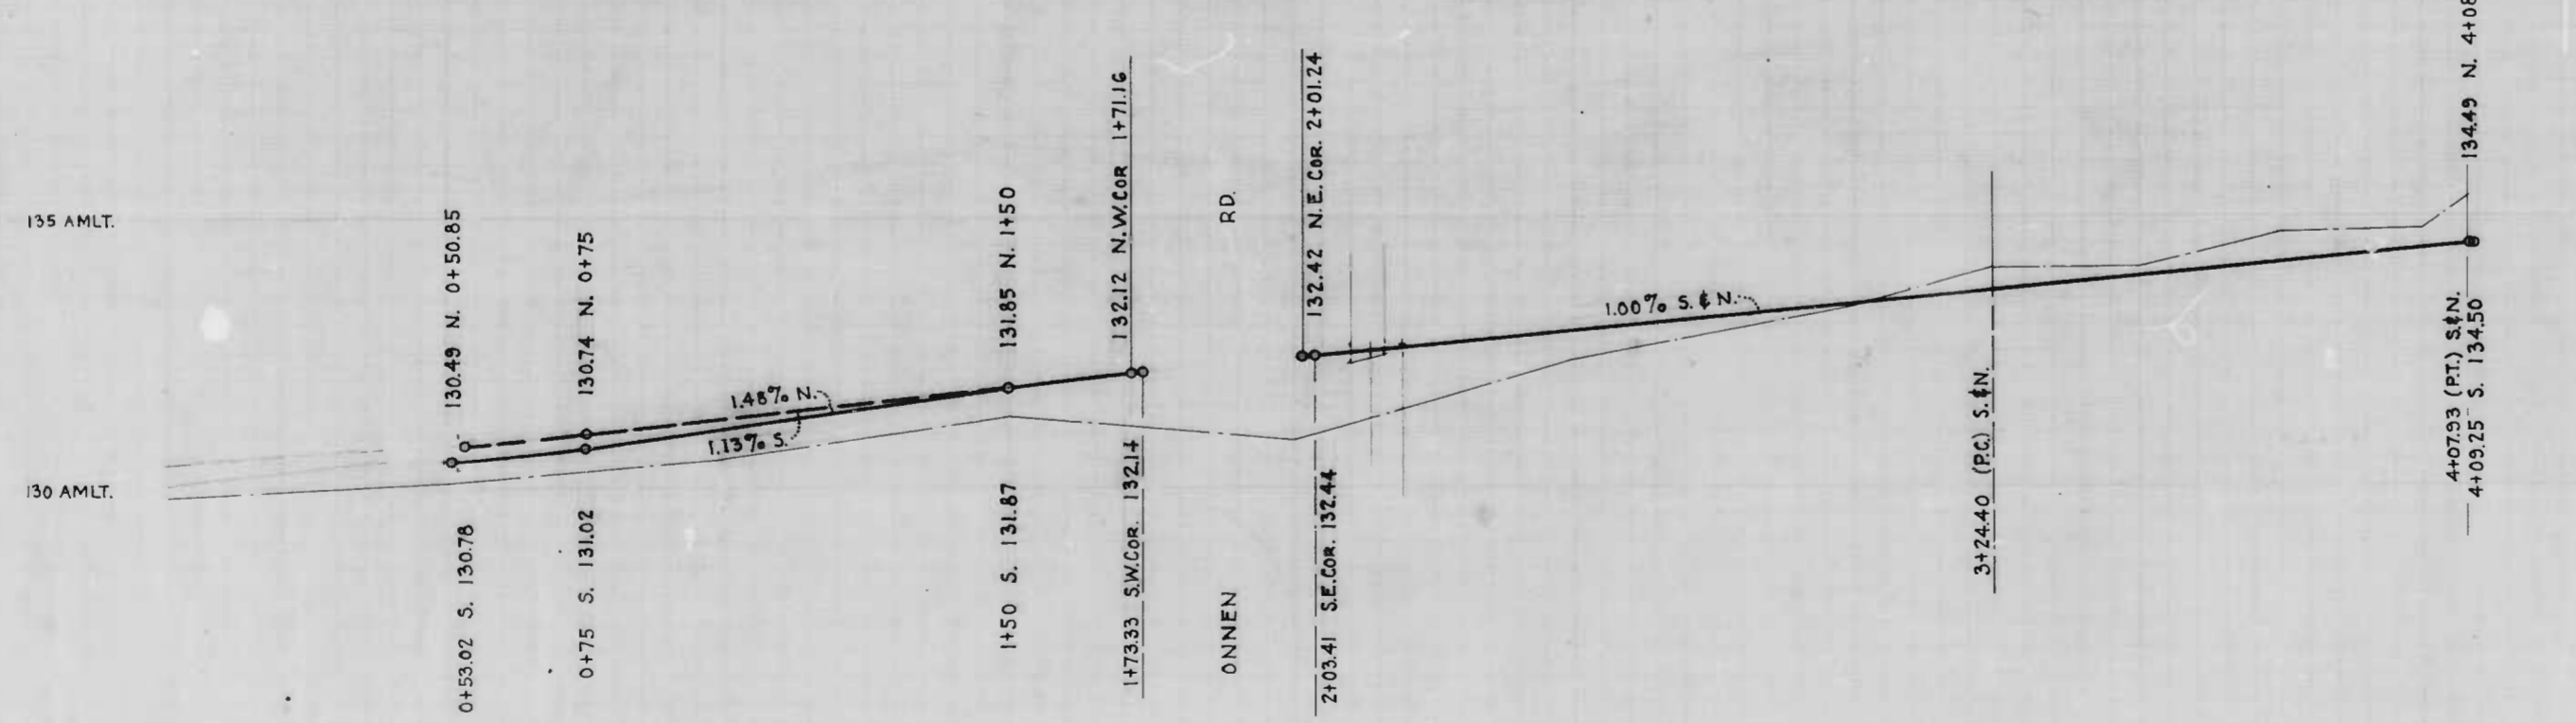 135 AMLT.
130 AMLT.
130.49 N. 0+50.85
0+53.02 S. 130.78
130.74 N. 0+75
0+75 S. 131.02
1.48% N.
1.13% S.
131.85 N. 1+50
1+50 S. 131.87
132.12 N.W.COR 1+71.16
1+73.33 S.W.COR. 132.14
ONNEN RD.
132.42 N.E.COR. 2+01.24
2+03.41 S.E.COR. 132.44
1.00% S. & N.
3+24.40 (P.C.) S. & N.
4+07.93 (P.T.) S. & N.
4+09.25 S. 134.50
134.49 N. 4+08